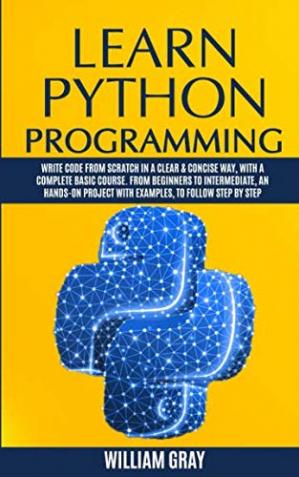 LEARN
PYTHON
PROGRAMMING
WRITE CODE FROM SCRATCH IN A CLEAR & CONCISE WAY, WITH A
COMPLETE BASIC COURSE. FROM BEGINNERS TO INTERMEDIATE, AN
HANDS-ON PROJECT WITH EXAMPLES, TO FOLLOW STEP BY STEP
WILLIAM GRAY